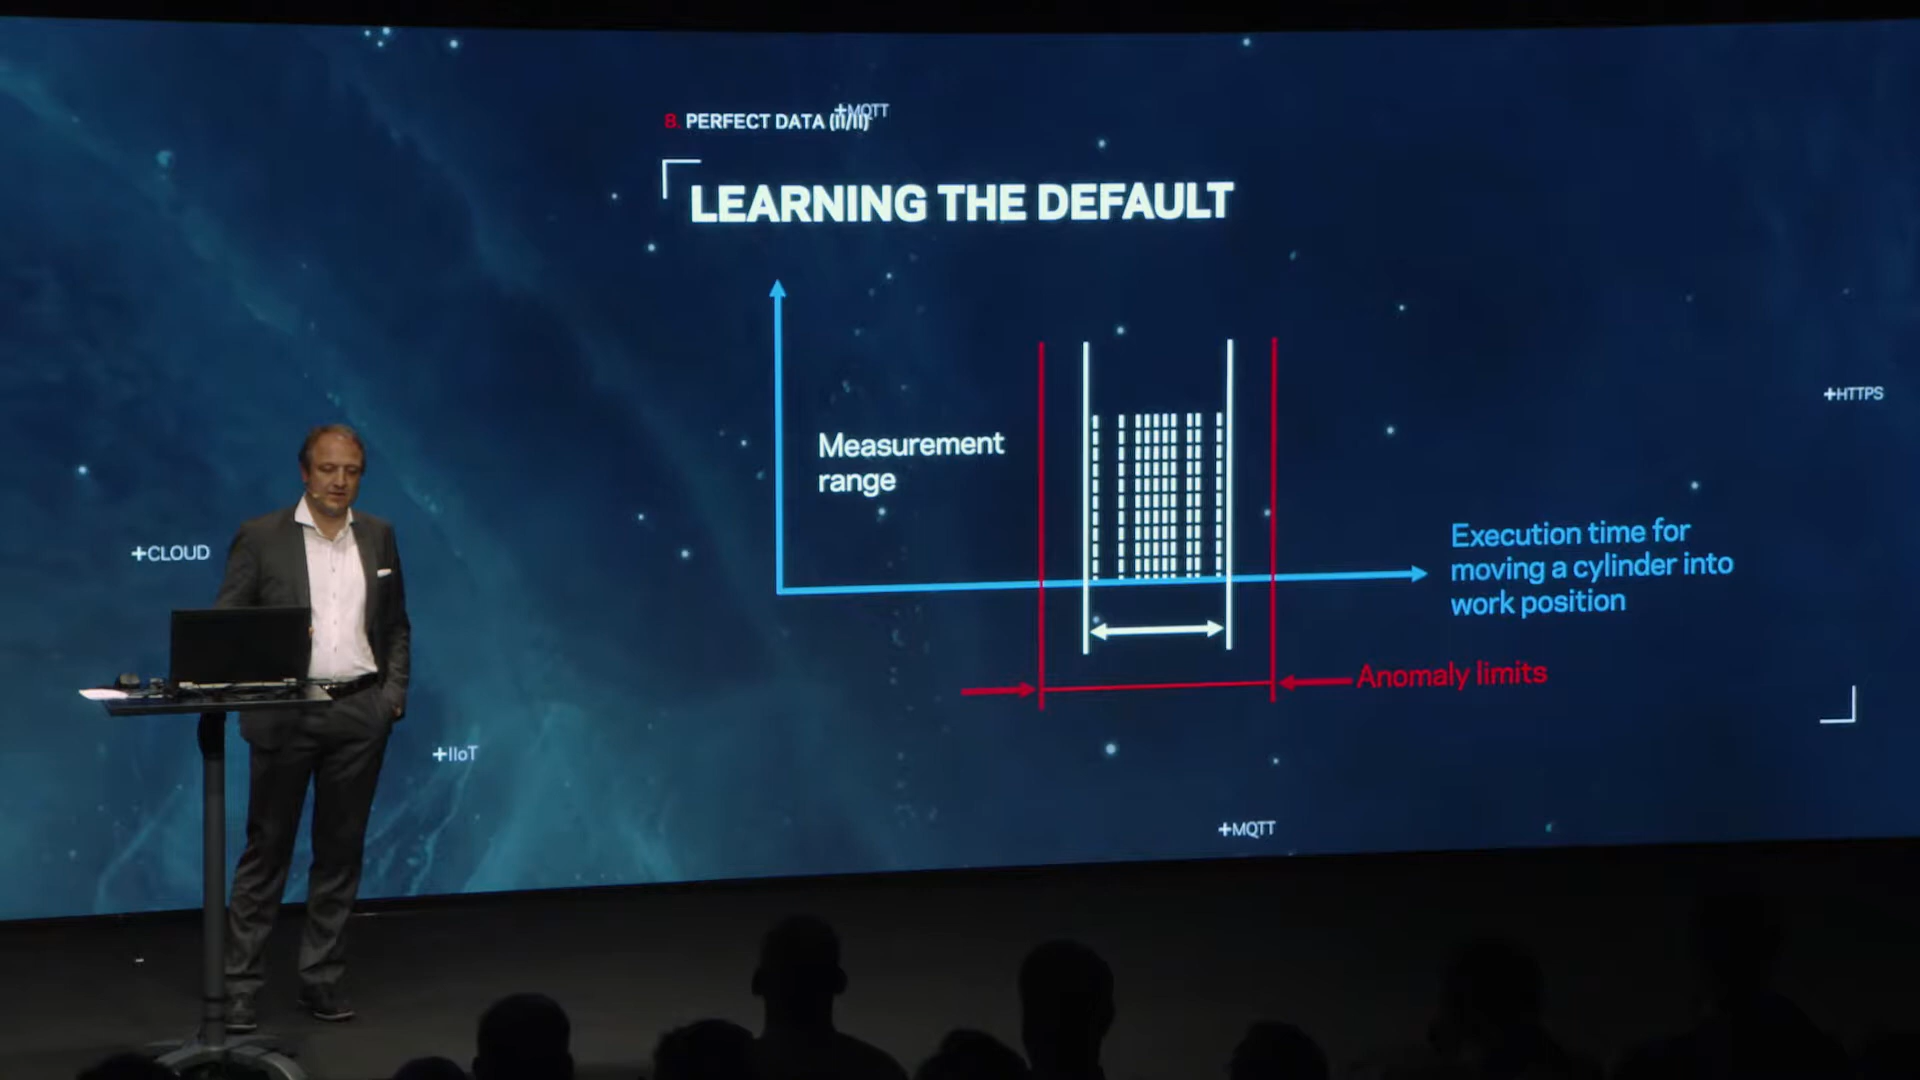 +MQTT
8. PERFECT DATA (II/II)
LEARNING THE DEFAULT
+HTTPS
Measurement
range
Execution time for
moving a cylinder into
work position
+CLOUD
Anomaly limits
+IIoT
+MQTT